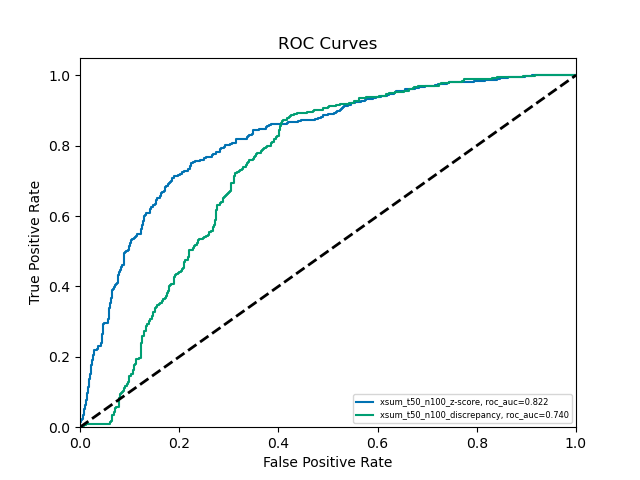 ROC Curves
True Positive Rate
1.0
0.8
0.6
0.4
0.2
0.0
xsum_t50_n100_z-score, roc_auc=0.822
xsum_t50_n100_discrepancy, roc_auc=0.740
0.0 0.2 0.4 0.6 0.8 1.0
False Positive Rate